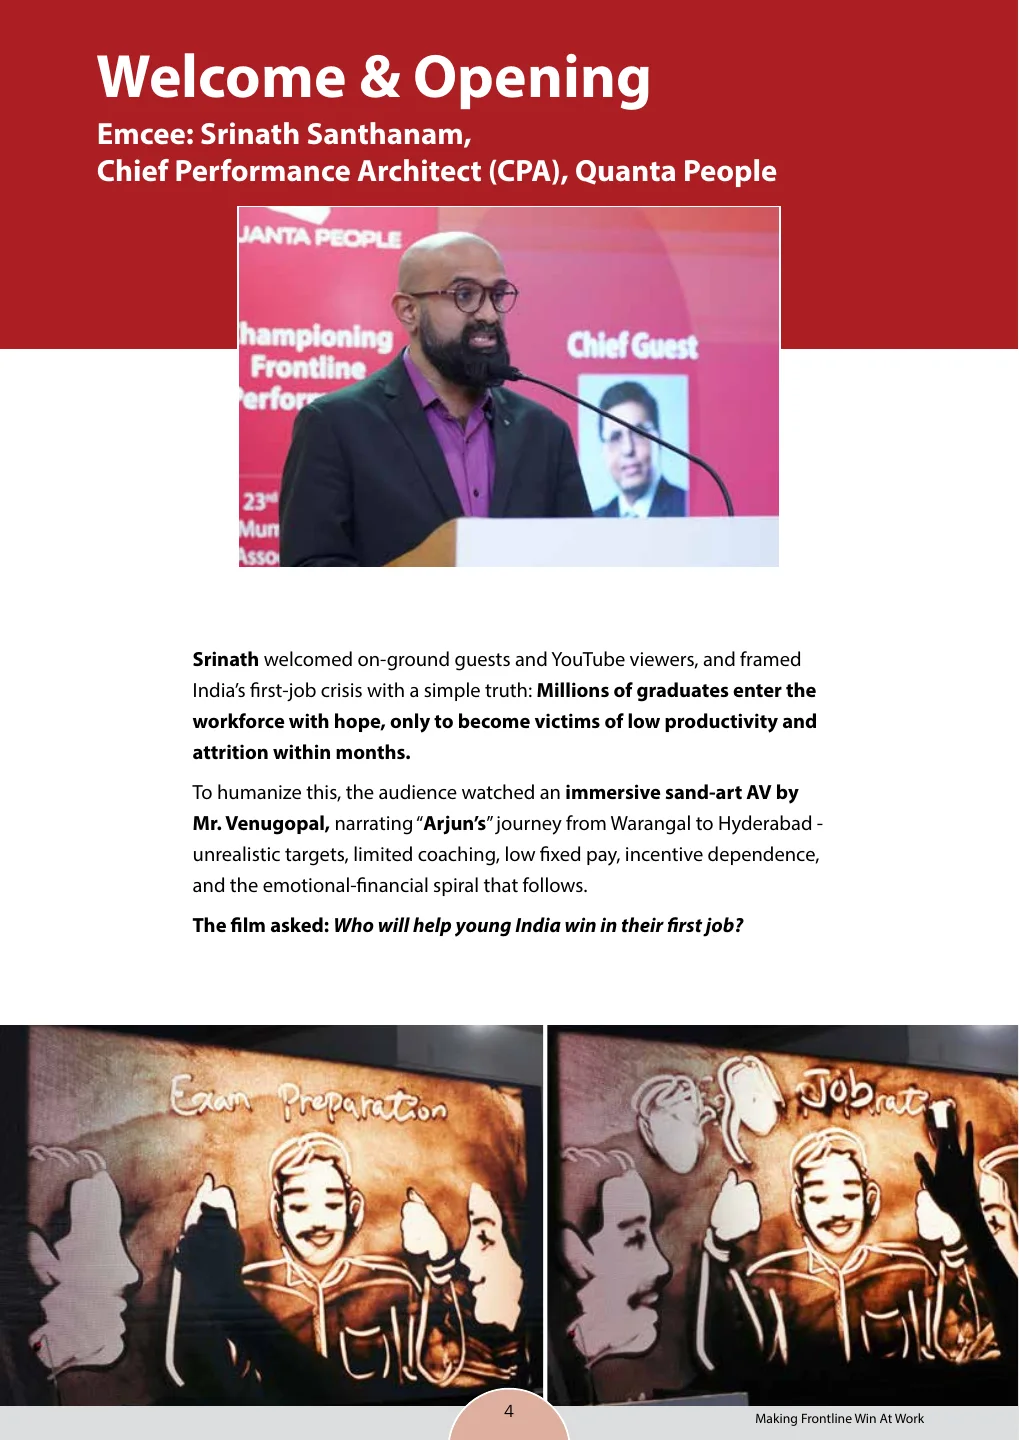 Welcome & Opening
Emcee: Srinath Santhanam,
Chief Performance Architect (CPA), Quanta People
UANTA PEOPLE
hampioning
Frontline
erfor
Chief Guest
23rd
Mum
Asso
Srinath welcomed on-ground guests and YouTube viewers, and framed
India’s first-job crisis with a simple truth: Millions of graduates enter the
workforce with hope, only to become victims of low productivity and
attrition within months.
To humanize this, the audience watched an immersive sand-art AV by
Mr. Venugopal, narrating “Arjun’s” journey from Warangal to Hyderabad -
unrealistic targets, limited coaching, low fixed pay, incentive dependence,
and the emotional-financial spiral that follows.
The film asked: Who will help young India win in their first job?
Exam Preparation
Job
4
Making Frontline Win At Work